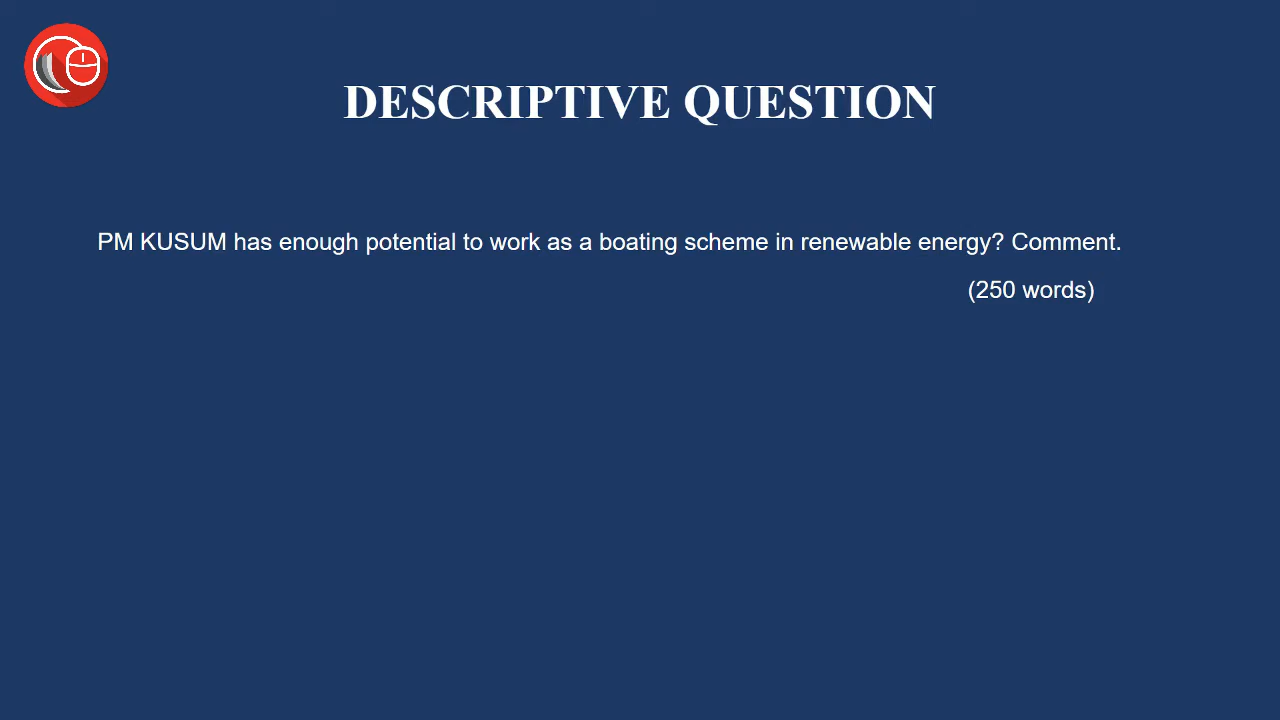 DESCRIPTIVE QUESTION
PM KUSUM has enough potential to work as a boating scheme in renewable energy? Comment.
(250 words)